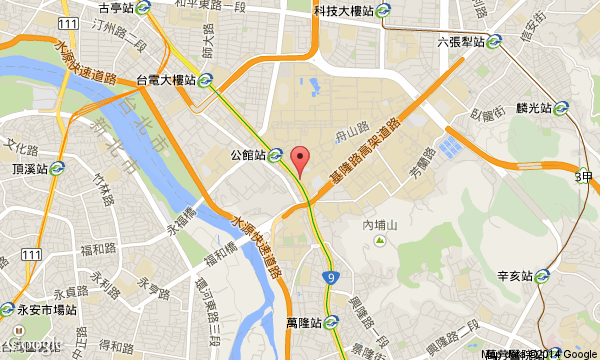 古亭站
和平東路二段
科技大樓站
信安街
汀州路二段
師大路
六張犁站
水源快速道路
台電大樓站
111
台北市
新北市
舟山路
臥龍街
麟光站
文化路
公館站
基隆路高架道路
頂溪站
芳蘭路
3甲
竹林路
永福橋
內埔山
水源快速道路
福和橋
111
福和路
9
辛亥站
永亨路
永貞路
環河東路三段
興隆路一段
永安市場站
萬隆站
中正路
得和路
景隆街
興隆路二段
2014 Google